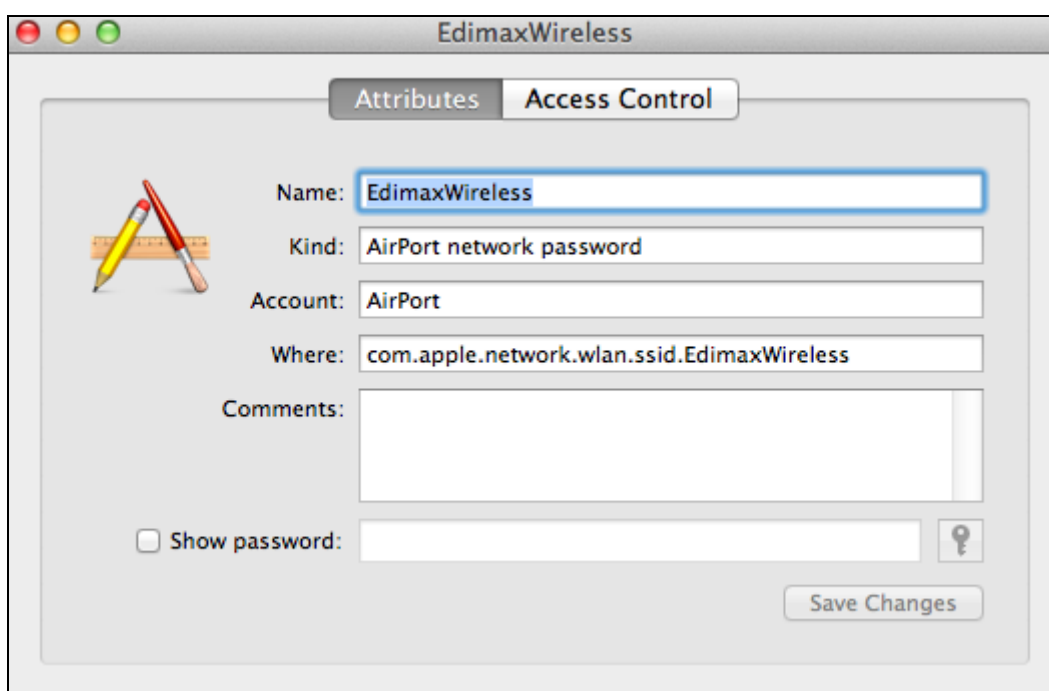 EdimaxWireless
Attributes Access Control
Name: EdimaxWireless
Kind: AirPort network password
Account: AirPort
Where: com.apple.network.wlan.ssid.EdimaxWireless
Comments:
Show password:
Save Changes